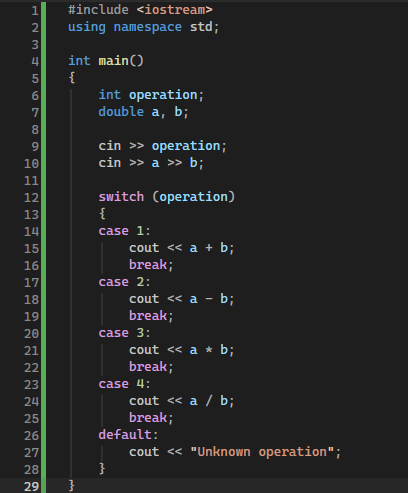 1 #include <iostream>
2 using namespace std;
3
4 int main()
5 {
6 int operation;
7 double a, b;
8
9 cin >> operation;
10 cin >> a >> b;
11
12 switch (operation)
13 {
14 case 1:
15 cout << a + b;
16 break;
17 case 2:
18 cout << a - b;
19 break;
20 case 3:
21 cout << a * b;
22 break;
23 case 4:
24 cout << a / b;
25 break;
26 default:
27 cout << "Unknown operation";
28 }
29 }